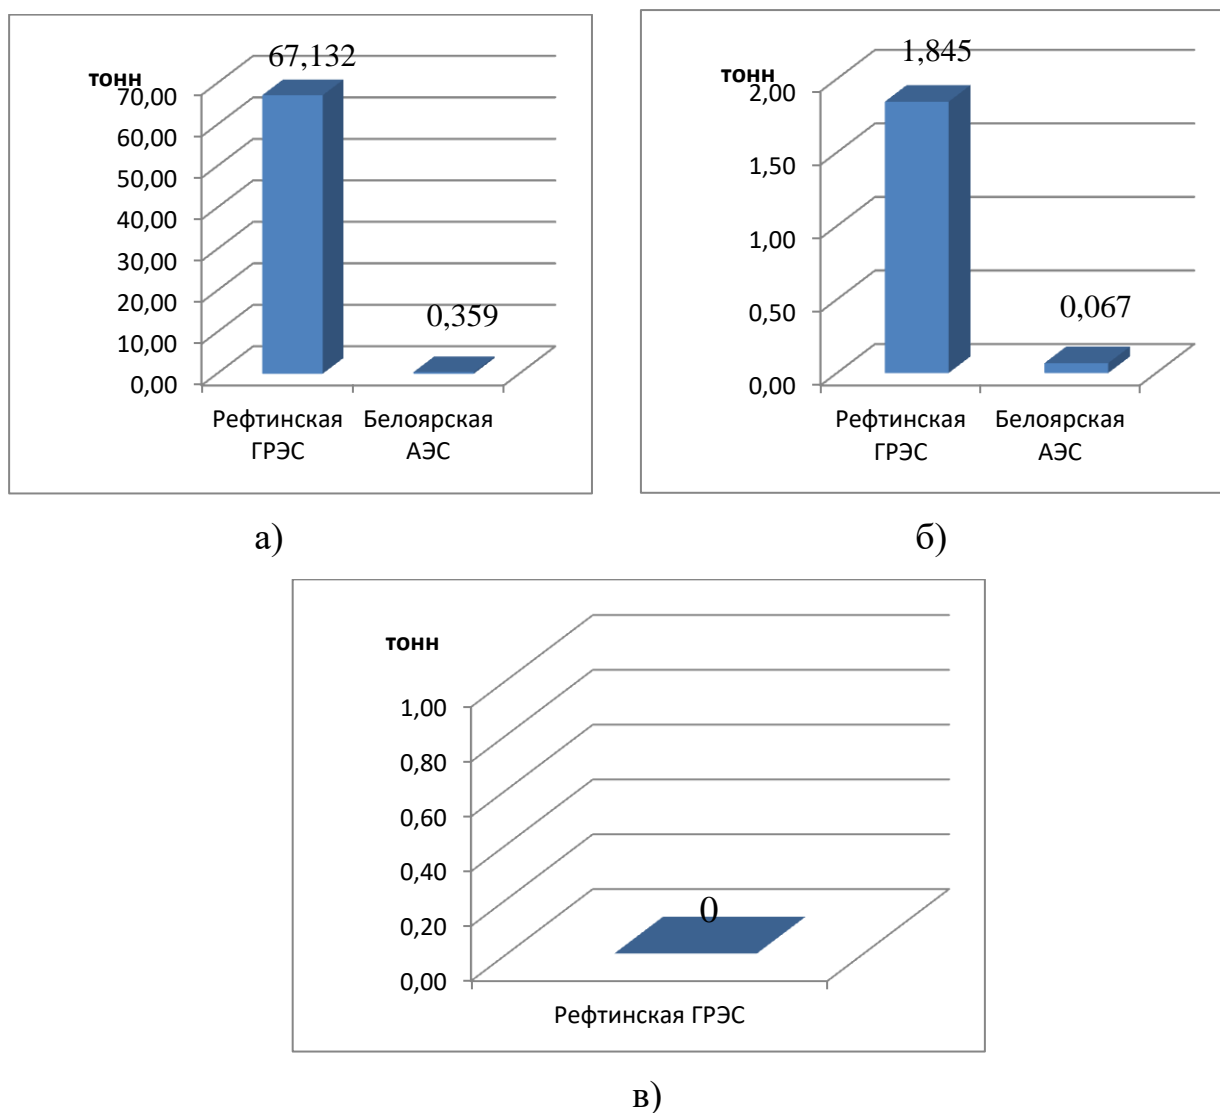 67,132
тонн
70,00
60,00
50,00
40,00
30,00
20,00
10,00
0,00
0,359
Рефтинская Белоярская
ГРЭС АЭС
а)
1,845
тонн
2,00
1,50
1,00
0,50
0,00
0,067
Рефтинская Белоярская
ГРЭС АЭС
б)
тонн
1,00
0,80
0,60
0,40
0,20
0,00
0
Рефтинская ГРЭС
в)